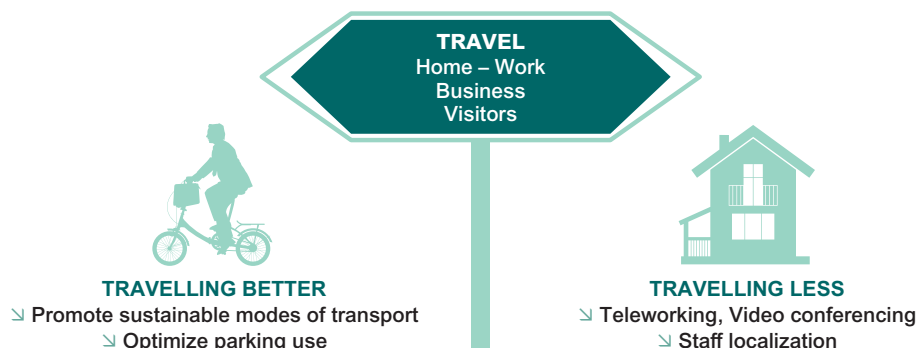 TRAVEL
Home – Work
Business
Visitors
TRAVELLING BETTER
↘ Promote sustainable modes of transport
↘ Optimize parking use
TRAVELLING LESS
↘ Teleworking, Video conferencing
↘ Staff localization